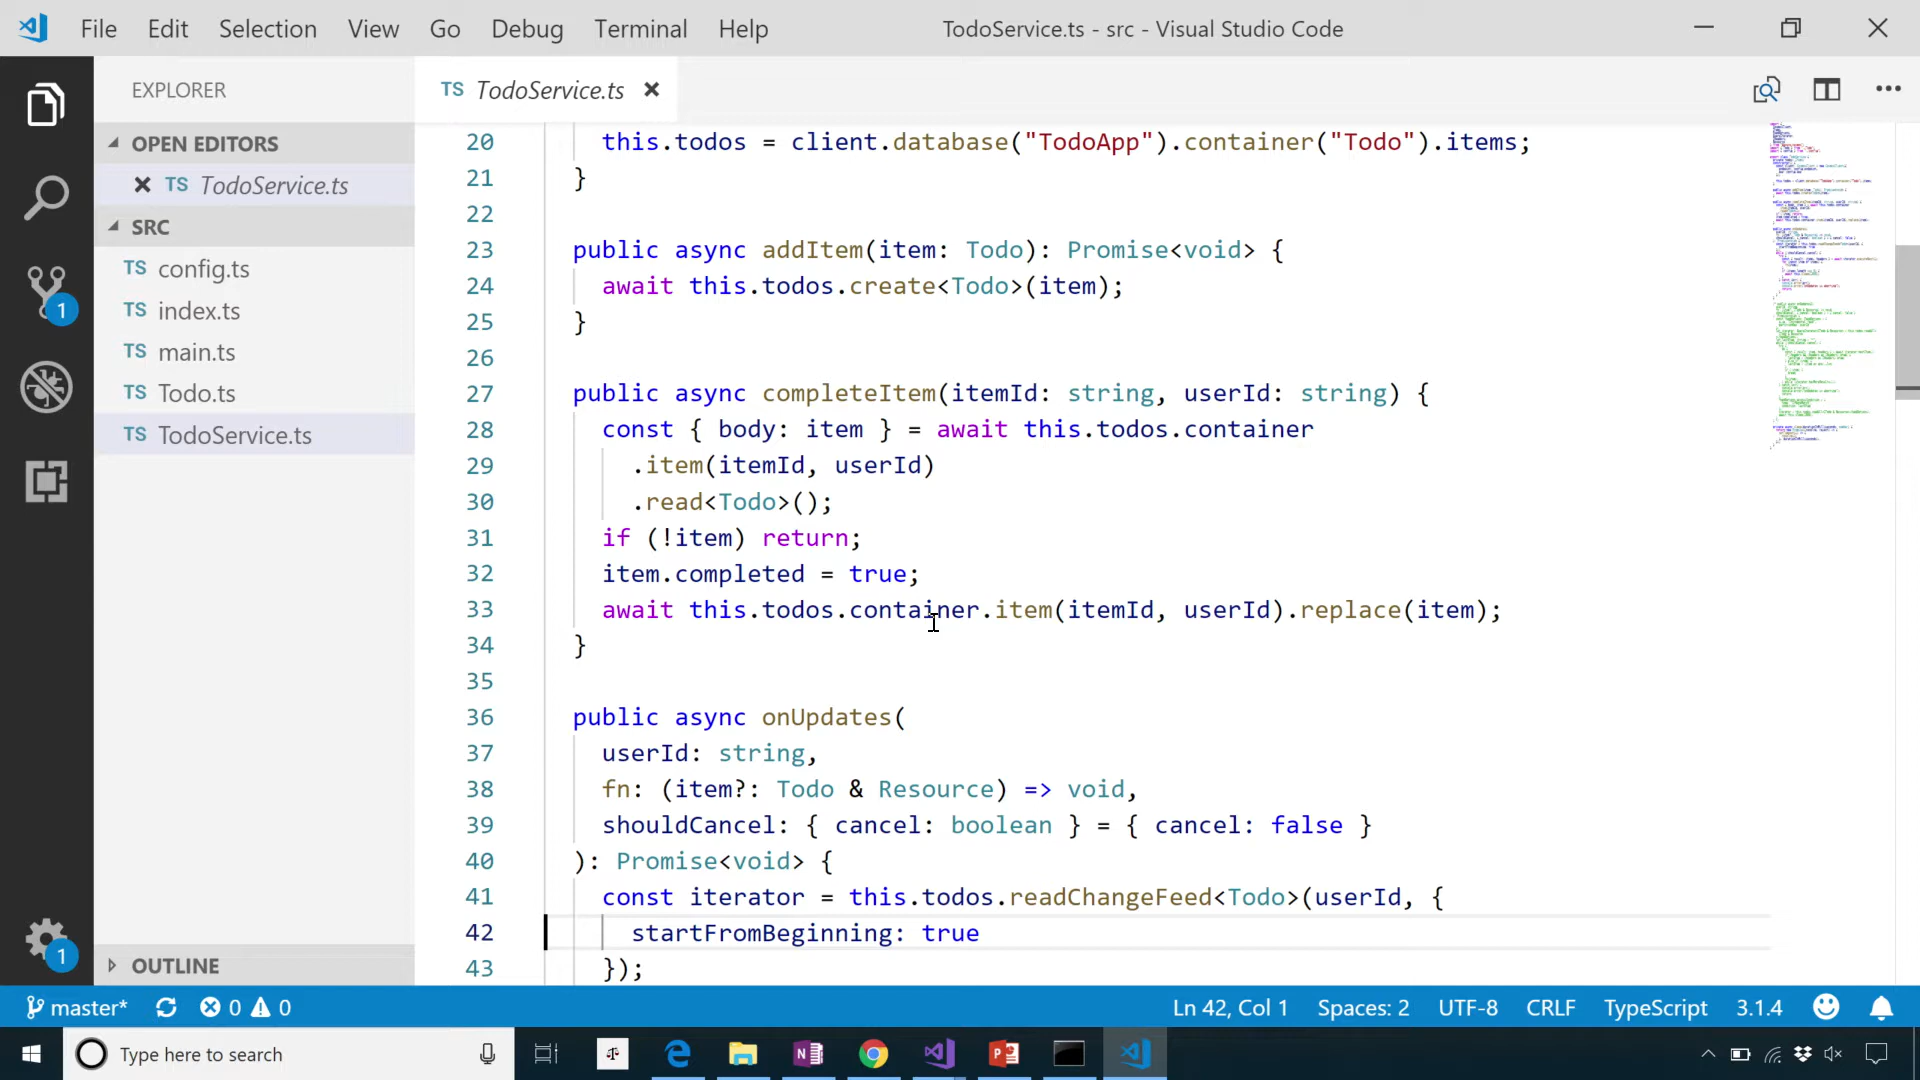 File Edit Selection View Go Debug Terminal Help TodoService.ts - src - Visual Studio Code
EXPLORER
OPEN EDITORS
TS TodoService.ts
SRC
TS config.ts
TS index.ts
TS main.ts
TS Todo.ts
TS TodoService.ts
OUTLINE
1
1
TS TodoService.ts
20 this.todos = client.database("TodoApp").container("Todo").items;
21 }
22
23 public async addItem(item: Todo): Promise<void> {
24 await this.todos.create<Todo>(item);
25 }
26
27 public async completeItem(itemId: string, userId: string) {
28 const { body: item } = await this.todos.container
29 .item(itemId, userId)
30 .read<Todo>();
31 if (!item) return;
32 item.completed = true;
33 await this.todos.container.item(itemId, userId).replace(item);
34 }
35
36 public async onUpdates(
37 userId: string,
38 fn: (item?: Todo & Resource) => void,
39 shouldCancel: { cancel: boolean } = { cancel: false }
40 ): Promise<void> {
41 const iterator = this.todos.readChangeFeed<Todo>(userId, {
42 startFromBeginning: true
43 });
master* 0 0 Ln 42, Col 1 Spaces: 2 UTF-8 CRLF TypeScript 3.1.4
Type here to search